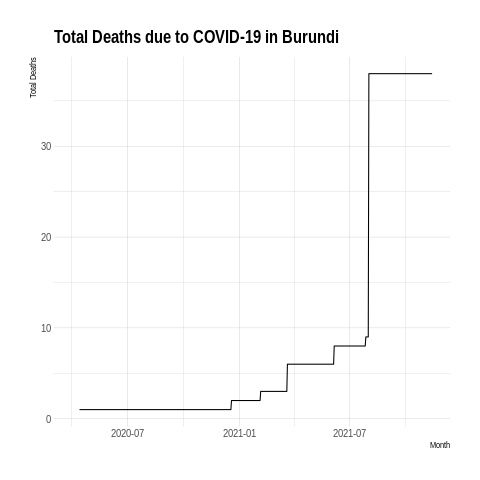 Total Deaths due to COVID-19 in Burundi
Total Deaths
30
20
10
0
2020-07
2021-01
2021-07
Month